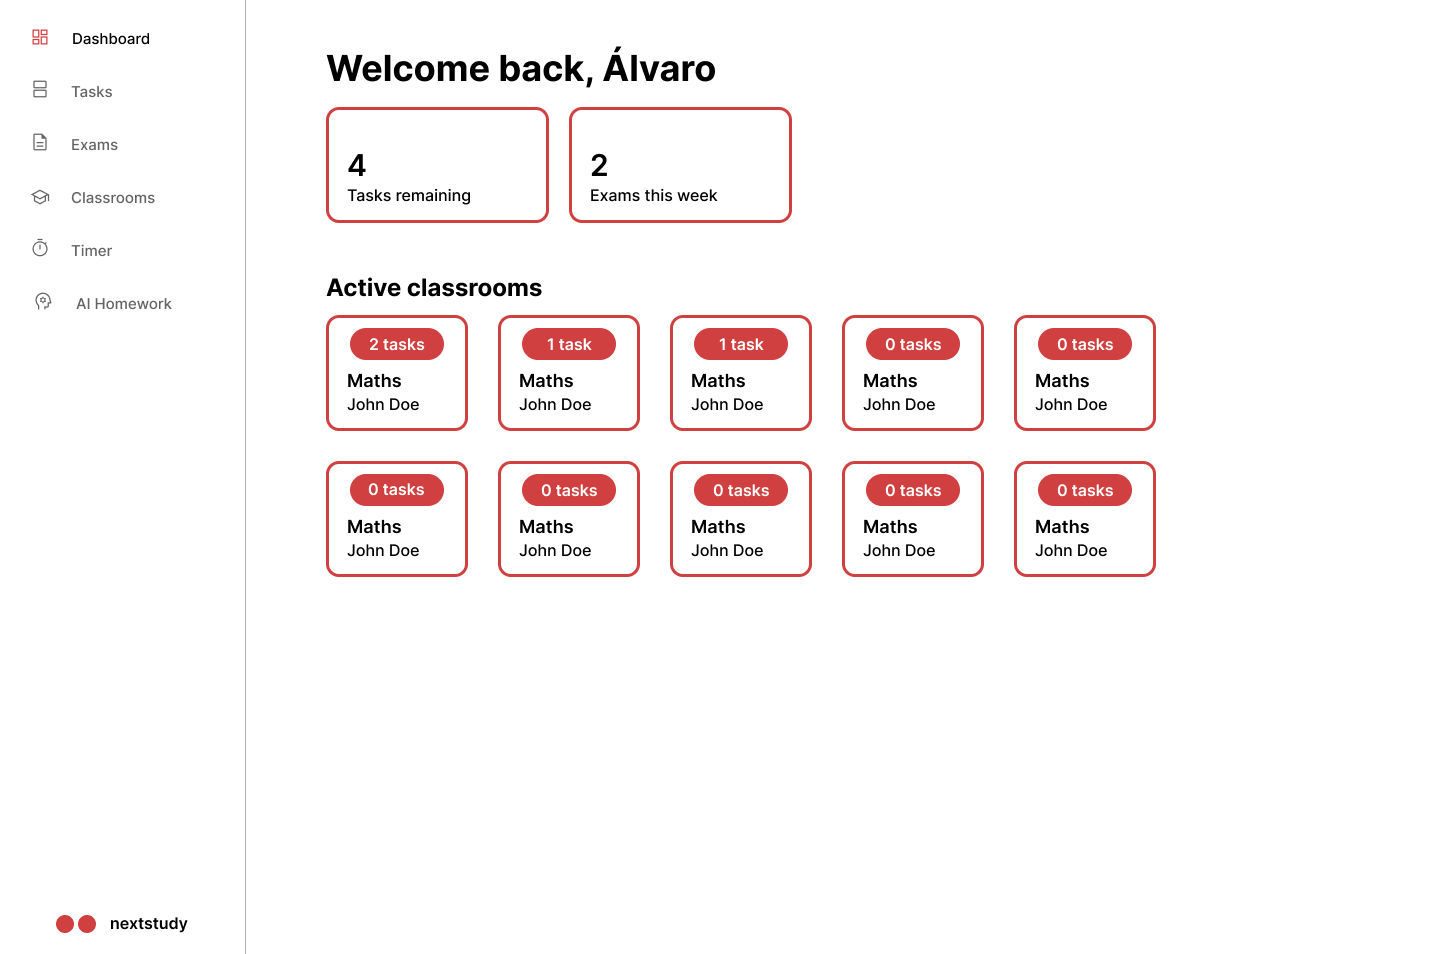 Dashboard
Tasks
Exams
Classrooms
Timer
AI Homework
nextstudy
Welcome back, Álvaro
4
Tasks remaining
2
Exams this week
Active classrooms
2 tasks
Maths
John Doe
1 task
Maths
John Doe
1 task
Maths
John Doe
0 tasks
Maths
John Doe
0 tasks
Maths
John Doe
0 tasks
Maths
John Doe
0 tasks
Maths
John Doe
0 tasks
Maths
John Doe
0 tasks
Maths
John Doe
0 tasks
Maths
John Doe